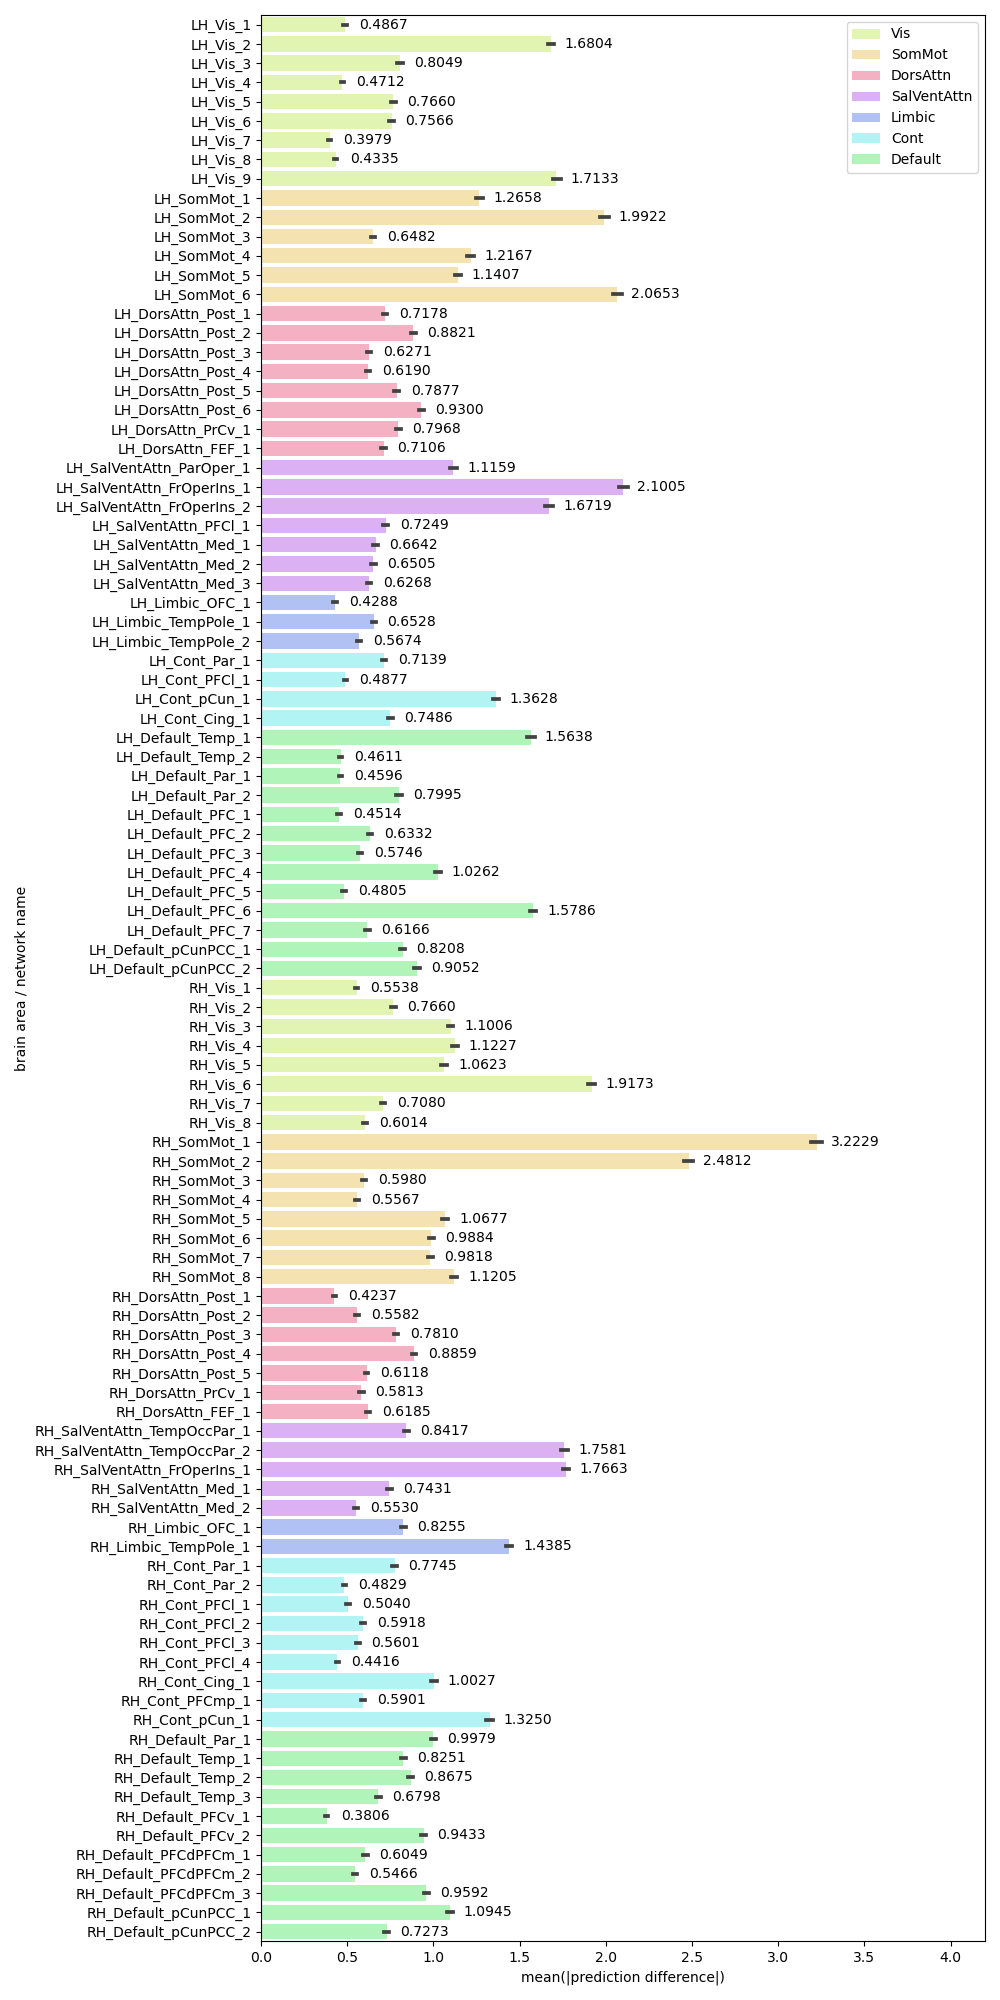 LH_Vis_1 0.4867
LH_Vis_2 1.6804
LH_Vis_3 0.8049
LH_Vis_4 0.4712
LH_Vis_5 0.7660
LH_Vis_6 0.7566
LH_Vis_7 0.3979
LH_Vis_8 0.4335
LH_Vis_9 1.7133
LH_SomMot_1 1.2658
LH_SomMot_2 1.9922
LH_SomMot_3 0.6482
LH_SomMot_4 1.2167
LH_SomMot_5 1.1407
LH_SomMot_6 2.0653
LH_DorsAttn_Post_1 0.7178
LH_DorsAttn_Post_2 0.8821
LH_DorsAttn_Post_3 0.6271
LH_DorsAttn_Post_4 0.6190
LH_DorsAttn_Post_5 0.7877
LH_DorsAttn_Post_6 0.9300
LH_DorsAttn_PrCv_1 0.7968
LH_DorsAttn_FEF_1 0.7106
LH_SalVentAttn_ParOper_1 1.1159
LH_SalVentAttn_FrOperIns_1 2.1005
LH_SalVentAttn_FrOperIns_2 1.6719
LH_SalVentAttn_PFCl_1 0.7249
LH_SalVentAttn_Med_1 0.6642
LH_SalVentAttn_Med_2 0.6505
LH_SalVentAttn_Med_3 0.6268
LH_Limbic_OFC_1 0.4288
LH_Limbic_TempPole_1 0.6528
LH_Limbic_TempPole_2 0.5674
LH_Cont_Par_1 0.7139
LH_Cont_PFCl_1 0.4877
LH_Cont_pCun_1 1.3628
LH_Cont_Cing_1 0.7486
LH_Default_Temp_1 1.5638
LH_Default_Temp_2 0.4611
LH_Default_Par_1 0.4596
LH_Default_Par_2 0.7995
LH_Default_PFC_1 0.4514
LH_Default_PFC_2 0.6332
LH_Default_PFC_3 0.5746
LH_Default_PFC_4 1.0262
LH_Default_PFC_5 0.4805
LH_Default_PFC_6 1.5786
LH_Default_PFC_7 0.6166
LH_Default_pCunPCC_1 0.8208
LH_Default_pCunPCC_2 0.9052
RH_Vis_1 0.5538
RH_Vis_2 0.7660
RH_Vis_3 1.1006
RH_Vis_4 1.1227
RH_Vis_5 1.0623
RH_Vis_6 1.9173
RH_Vis_7 0.7080
RH_Vis_8 0.6014
RH_SomMot_1 3.2229
RH_SomMot_2 2.4812
RH_SomMot_3 0.5980
RH_SomMot_4 0.5567
RH_SomMot_5 1.0677
RH_SomMot_6 0.9884
RH_SomMot_7 0.9818
RH_SomMot_8 1.1205
RH_DorsAttn_Post_1 0.4237
RH_DorsAttn_Post_2 0.5582
RH_DorsAttn_Post_3 0.7810
RH_DorsAttn_Post_4 0.8859
RH_DorsAttn_Post_5 0.6118
RH_DorsAttn_PrCv_1 0.5813
RH_DorsAttn_FEF_1 0.6185
RH_SalVentAttn_TempOccPar_1 0.8417
RH_SalVentAttn_TempOccPar_2 1.7581
RH_SalVentAttn_FrOperIns_1 1.7663
RH_SalVentAttn_Med_1 0.7431
RH_SalVentAttn_Med_2 0.5530
RH_Limbic_OFC_1 0.8255
RH_Limbic_TempPole_1 1.4385
RH_Cont_Par_1 0.7745
RH_Cont_Par_2 0.4829
RH_Cont_PFCl_1 0.5040
RH_Cont_PFCl_2 0.5918
RH_Cont_PFCl_3 0.5601
RH_Cont_PFCl_4 0.4416
RH_Cont_Cing_1 1.0027
RH_Cont_PFCmp_1 0.5901
RH_Cont_pCun_1 1.3250
RH_Default_Par_1 0.9979
RH_Default_Temp_1 0.8251
RH_Default_Temp_2 0.8675
RH_Default_Temp_3 0.6798
RH_Default_PFCv_1 0.3806
RH_Default_PFCv_2 0.9433
RH_Default_PFCdPFCm_1 0.6049
RH_Default_PFCdPFCm_2 0.5466
RH_Default_PFCdPFCm_3 0.9592
RH_Default_pCunPCC_1 1.0945
RH_Default_pCunPCC_2 0.7273
0.0 0.5 1.0 1.5 2.0 2.5 3.0 3.5 4.0
mean(|prediction difference|)
brain area / network name
Vis
SomMot
DorsAttn
SalVentAttn
Limbic
Cont
Default